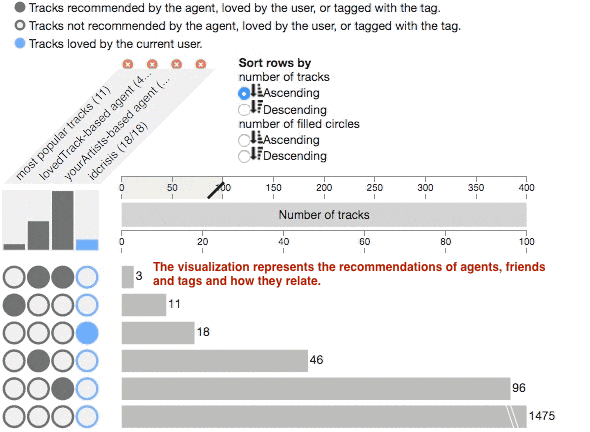 Tracks recommended by the agent, loved by the user, or tagged with the tag.
Tracks not recommended by the agent, loved by the user, or tagged with the tag.
Tracks loved by the current user.
most popular tracks (11)
lovedTrack-based agent (4...
yourArtists-based agent (...
idcrisis (18/18)
Sort rows by
number of tracks
Ascending
Descending
number of filled circles
Ascending
Descending
0 50 100 150 200 250 300 350 400
Number of tracks
0 20 40 60 80 100
3
The visualization represents the recommendations of agents, friends
and tags and how they relate.
11
18
46
96
1475